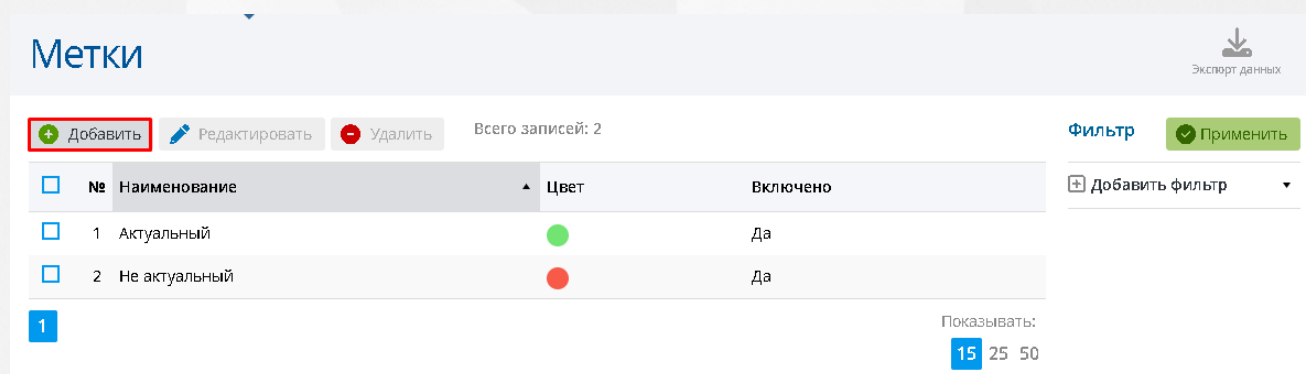 Метки
Экспорт данных
Добавить Редактировать Удалить Всего записей: 2
Фильтр Применить
№ Наименование Цвет Включено
Добавить фильтр
1 Актуальный Да
2 Не актуальный Да
1
Показывать:
15 25 50